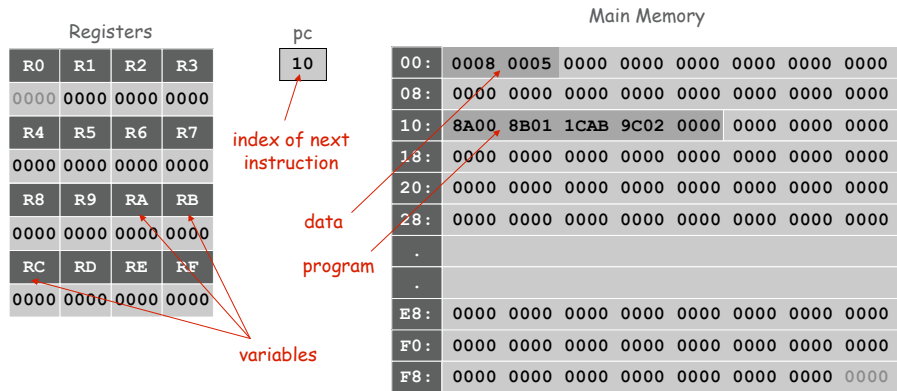 Registers
R0 R1 R2 R3
0000 0000 0000 0000
R4 R5 R6 R7
0000 0000 0000 0000
R8 R9 RA RB
0000 0000 0000 0000
RC RD RE RF
0000 0000 0000 0000
variables
pc
10
index of next
instruction
data
program
Main Memory
00: 0008 0005 0000 0000 0000 0000 0000 0000
08: 0000 0000 0000 0000 0000 0000 0000 0000
10: 8A00 8B01 1CAB 9C02 0000 0000 0000 0000
18: 0000 0000 0000 0000 0000 0000 0000 0000
20: 0000 0000 0000 0000 0000 0000 0000 0000
28: 0000 0000 0000 0000 0000 0000 0000 0000
.
.
E8: 0000 0000 0000 0000 0000 0000 0000 0000
F0: 0000 0000 0000 0000 0000 0000 0000 0000
F8: 0000 0000 0000 0000 0000 0000 0000 0000